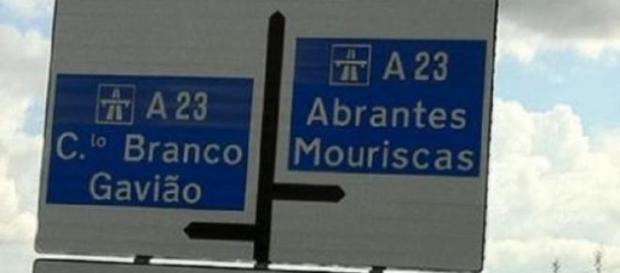 A 23
C.lo Branco
Gavião
A 23
Abrantes
Mouriscas